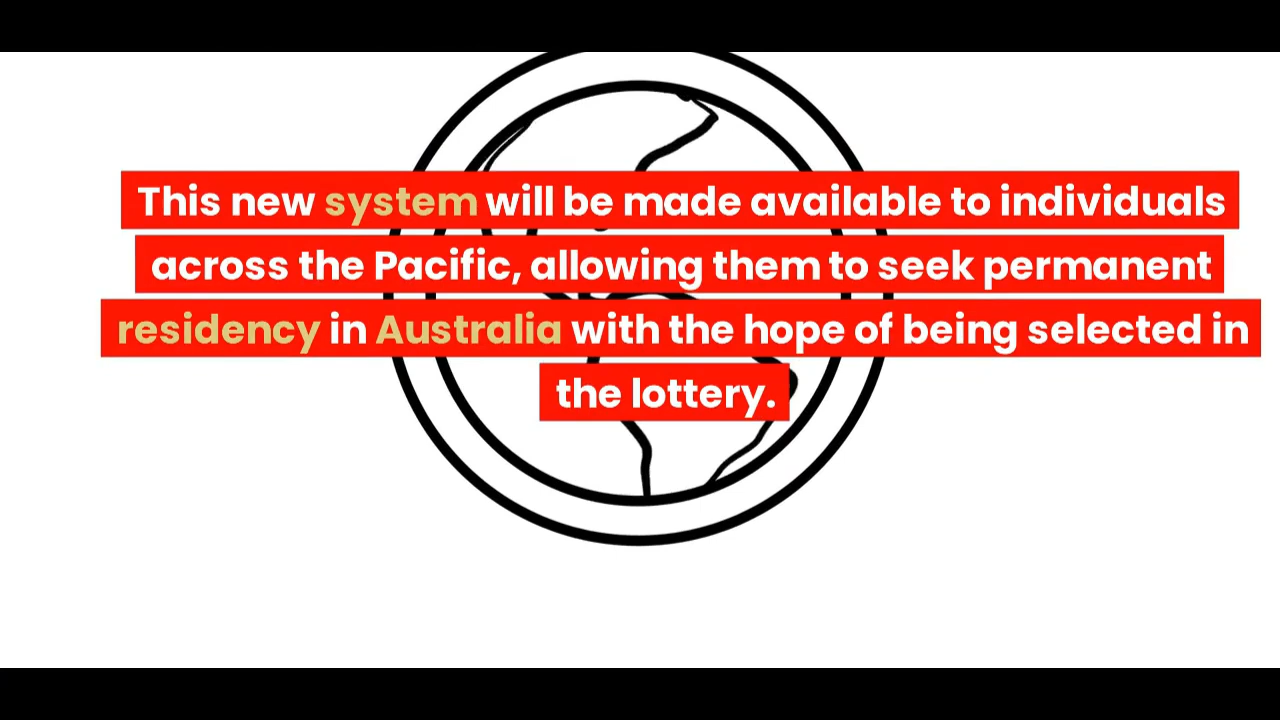 This new system will be made available to individuals
across the Pacific, allowing them to seek permanent
residency in Australia with the hope of being selected in
the lottery.